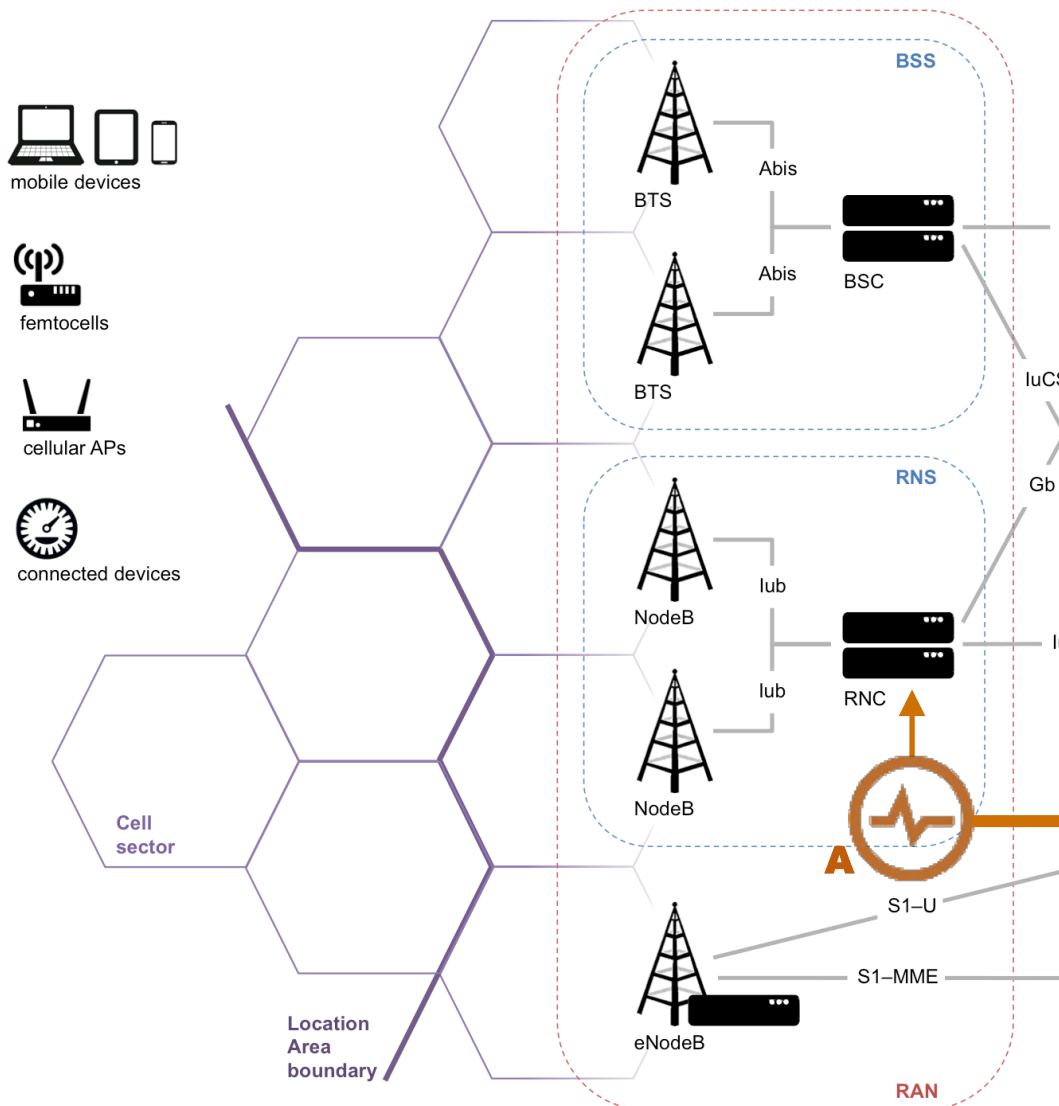 BSS
mobile devices
Abis
BTS
femtocells
Abis
BSC
BTS
IuCS
cellular APs
RNS
Gb
connected devices
Iub
NodeB
Iub
RNC
NodeB
Cell
sector
A
S1–U
S1–MME
Location
Area
boundary
eNodeB
RAN